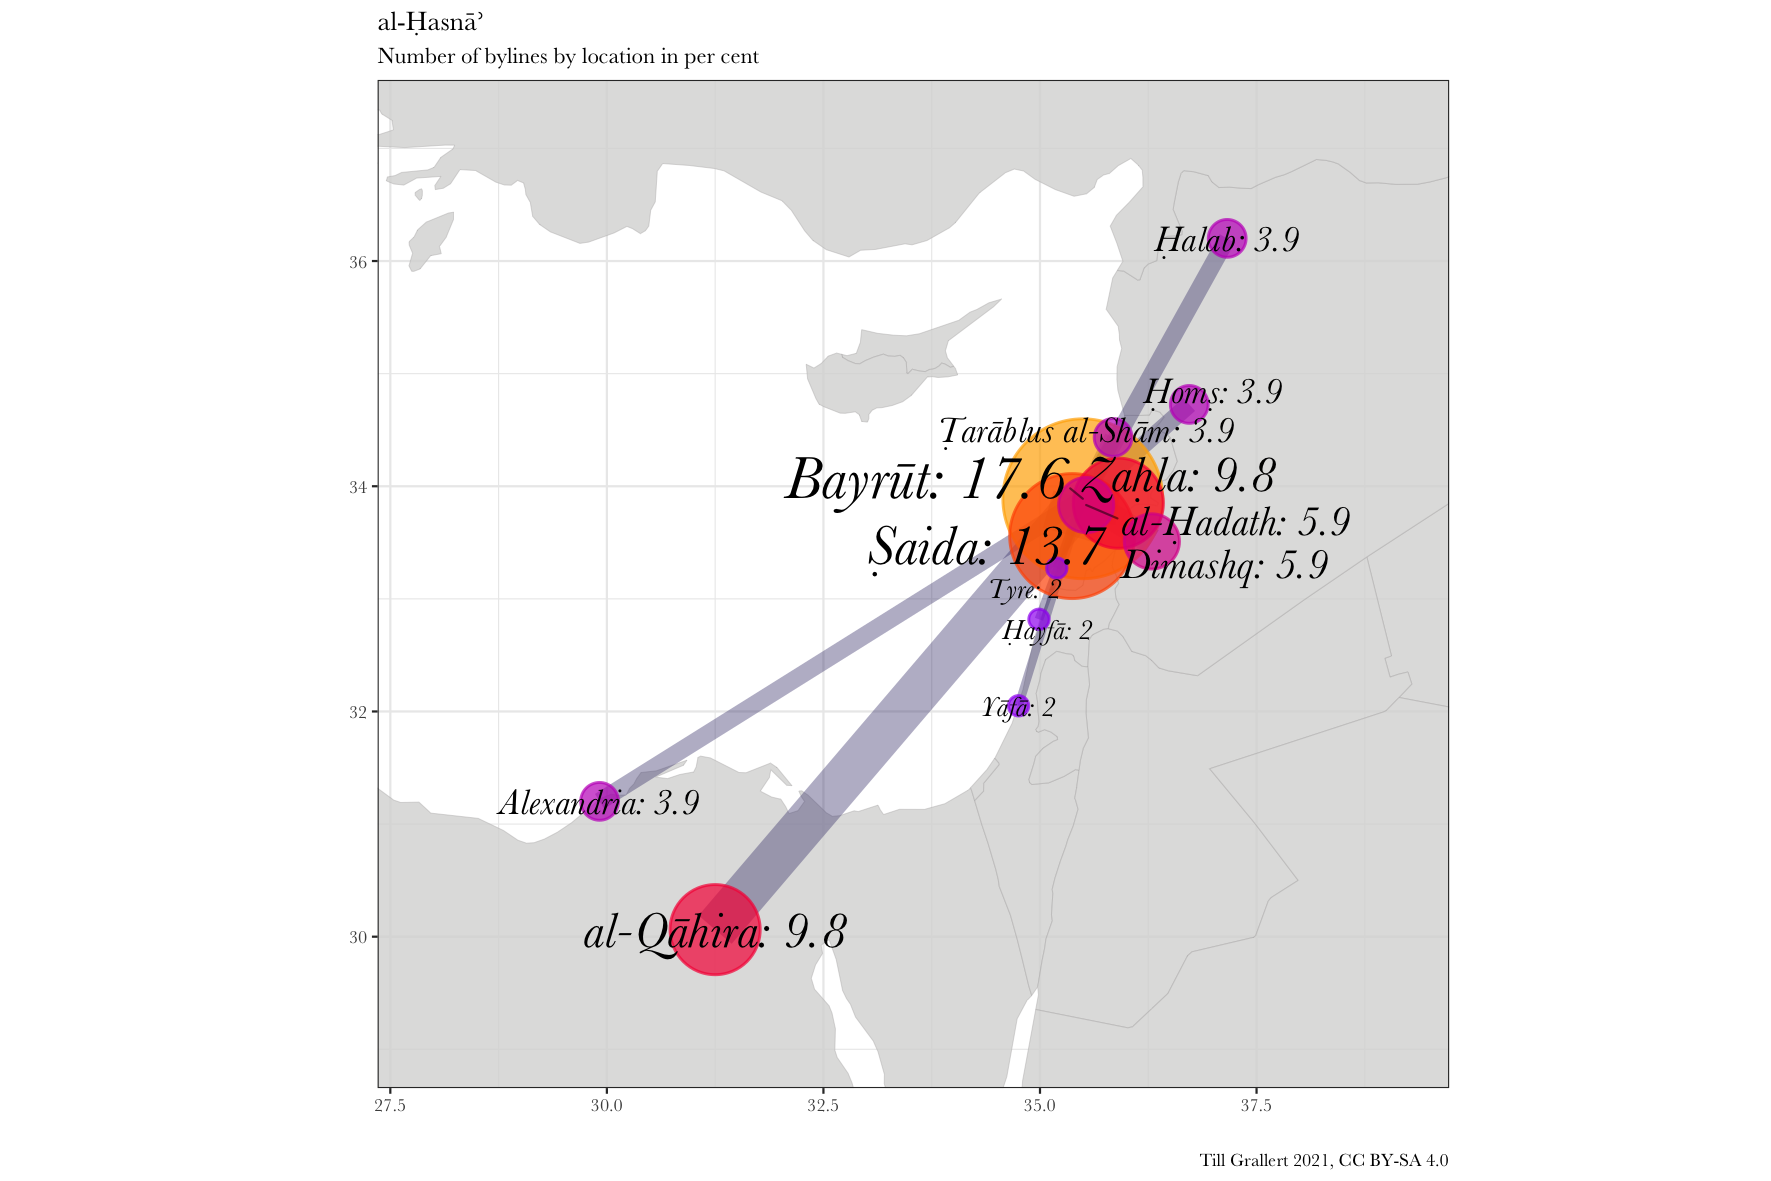 al-Ḥasnāʾ
Number of bylines by location in per cent
Ḥalab: 3.9
36
Ḥomṣ: 3.9
Ṭarāblus al-Shām: 3.9
Bayrūt: 17.6
Zaḥla: 9.8
34
al-Ḥadath: 5.9
Ṣaida: 13.7
Dimashq: 5.9
Tyre: 2
Ḥayfā: 2
Yāfā: 2
32
Alexandria: 3.9
al-Qāhira: 9.8
30
27.5 30.0 32.5 35.0 37.5
Till Grallert 2021, CC BY-SA 4.0